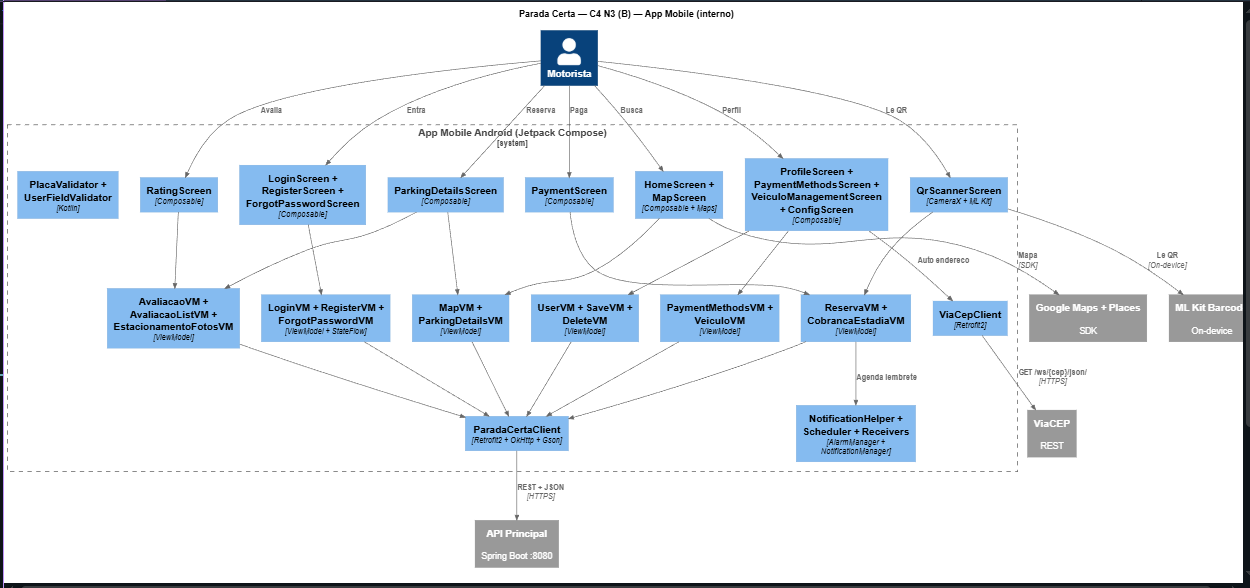 Parada Certa — C4 N3 (B) — App Mobile (interno)
Motorista
Avalia
Entra
Reserva
Paga
Busca
Perfil
Le QR
App Mobile Android (Jetpack Compose)
[system]
PlacaValidator +
UserFieldValidator
[Kotlin]
RatingScreen
[Composable]
LoginScreen +
RegisterScreen +
ForgotPasswordScreen
[Composable]
ParkingDetailsScreen
[Composable]
PaymentScreen
[Composable]
HomeScreen +
MapScreen
[Composable + Maps]
ProfileScreen +
PaymentMethodsScreen +
VeiculoManagementScreen
+ ConfigScreen
[Composable]
QrScannerScreen
[CameraX + ML Kit]
Auto endereco
Mapa
[SDK]
Le QR
[On-device]
AvaliacaoVM +
AvaliacaoListVM +
EstacionamentoFotosVM
[ViewModel]
LoginVM + RegisterVM +
ForgotPasswordVM
[ViewModel + StateFlow]
MapVM +
ParkingDetailsVM
[ViewModel]
UserVM + SaveVM +
DeleteVM
[ViewModel]
PaymentMethodsVM +
VeiculoVM
[ViewModel]
ReservaVM +
CobrancaEstadiaVM
[ViewModel]
ViaCepClient
[Retrofit2]
Google Maps + Places
SDK
ML Kit Barcod
On-device
Agenda lembrete
GET /ws/{cep}/json/
[HTTPS]
ParadaCertaClient
[Retrofit2 + OkHttp + Gson]
NotificationHelper +
Scheduler + Receivers
[AlarmManager +
NotificationManager]
ViaCEP
REST
REST + JSON
[HTTPS]
API Principal
Spring Boot :8080